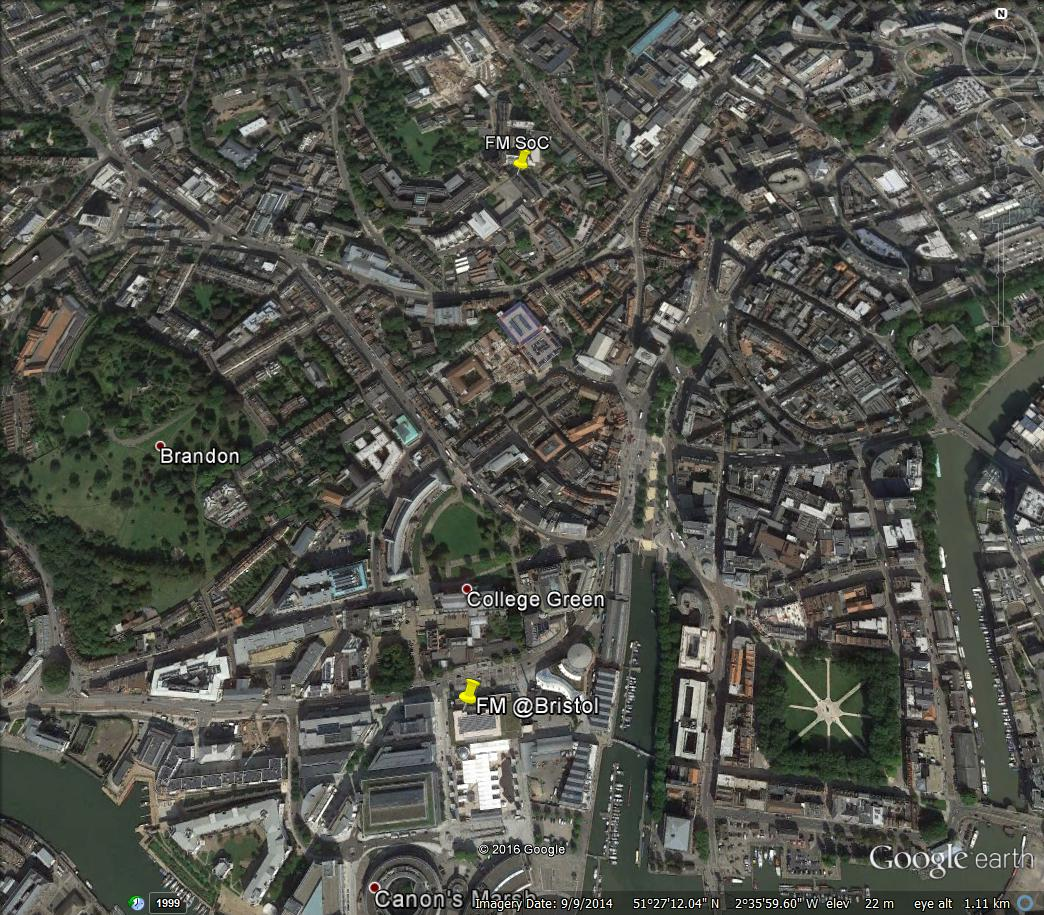 N
FM SoC
Brandon
College Green
FM @Bristol
© 2016 Google
Google earth
Canon's Marsh
1999
Imagery Date: 9/9/2014 51°27'12.04" N 2°35'59.60" W elev 22 m eye alt 1.11 km